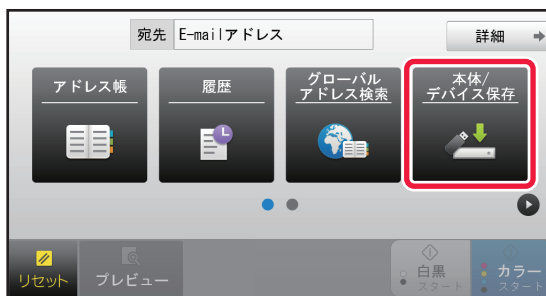 宛先 E-mailアドレス 詳細
アドレス帳
履歴
グローバル
アドレス検索
本体/
デバイス保存
リセット
プレビュー
白黒
スタート
カラー
スタート